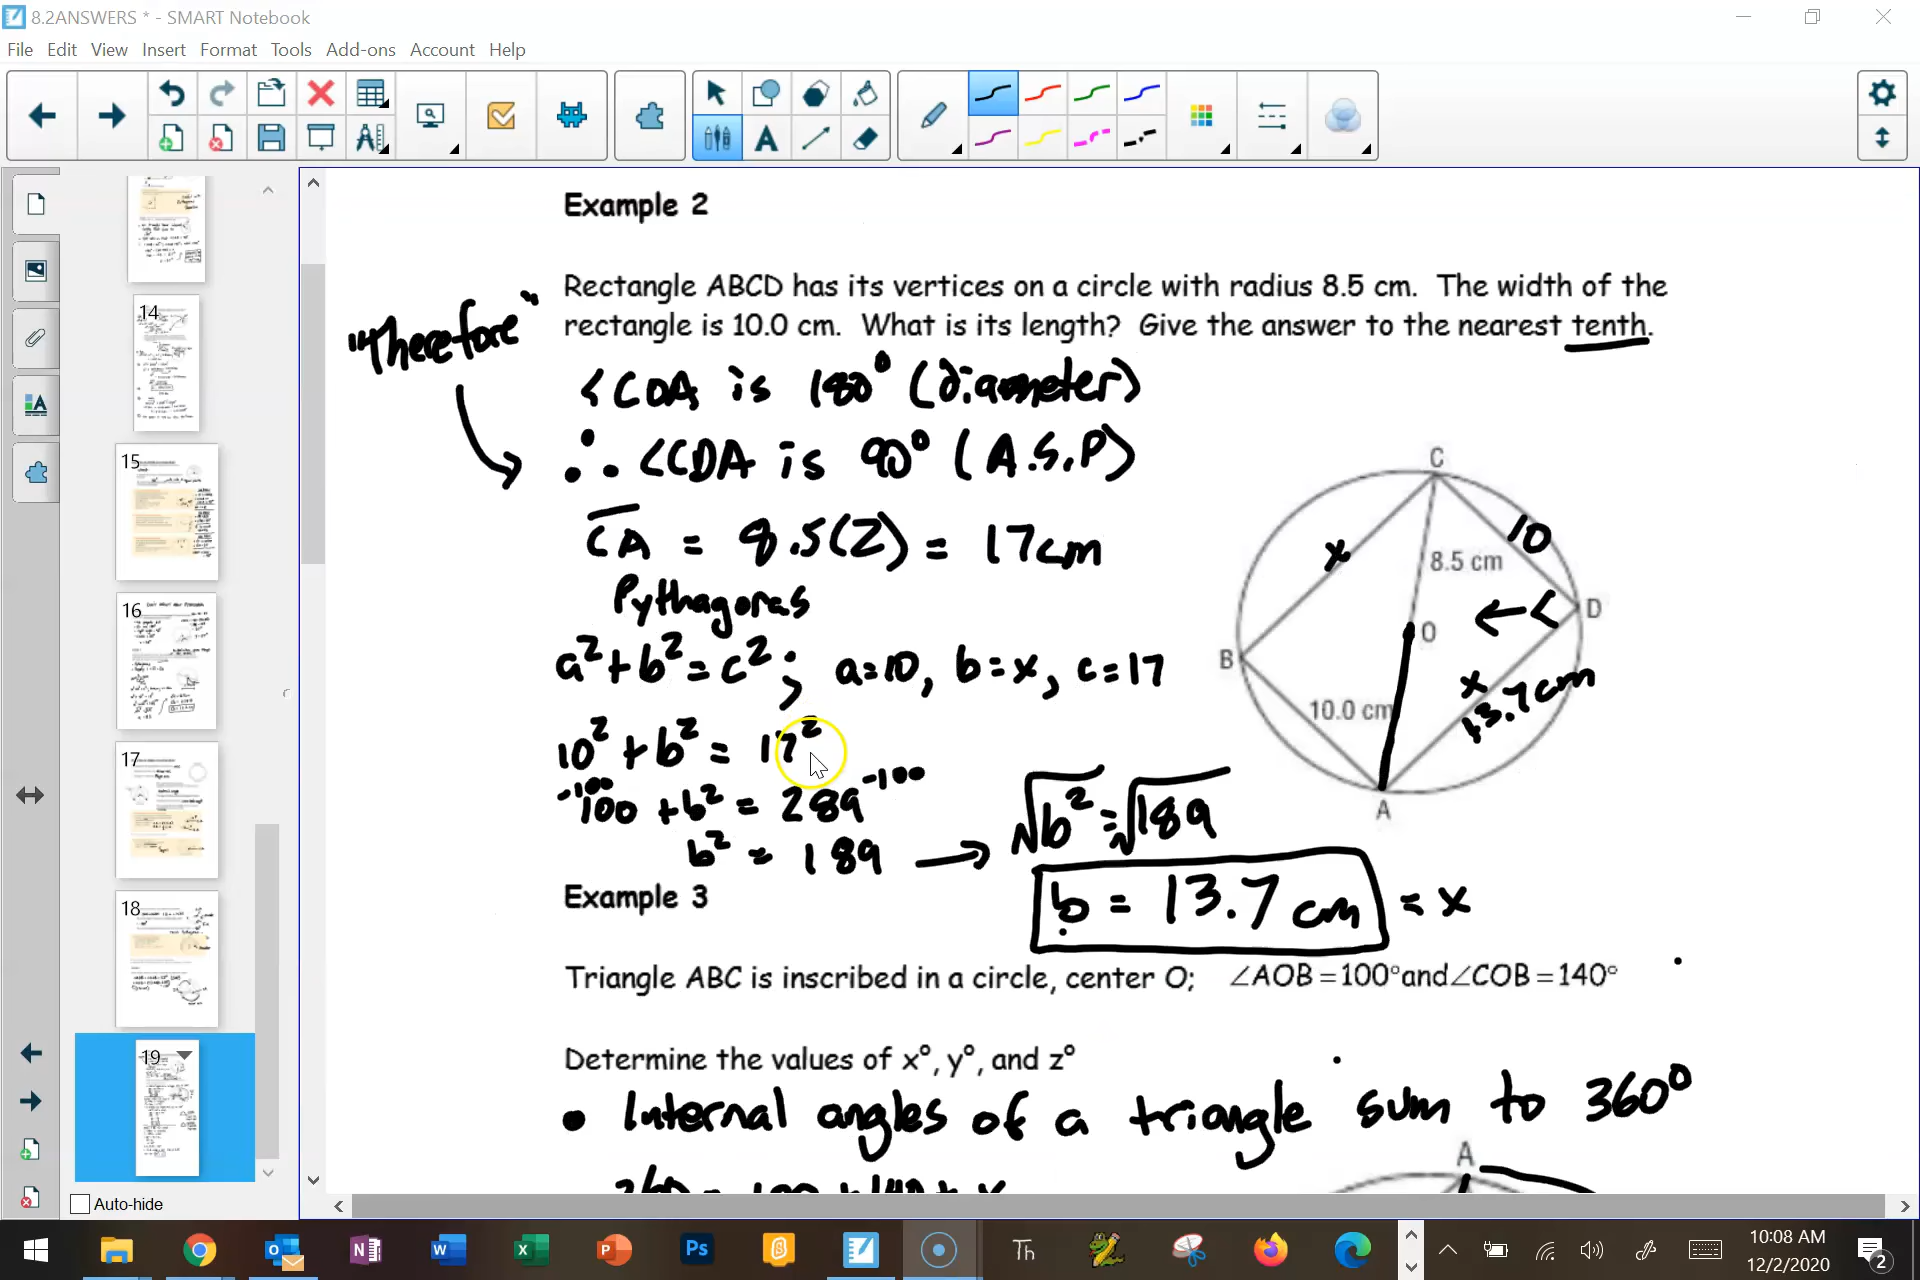 8.2ANSWERS * - SMART Notebook
File Edit View Insert Format Tools Add-ons Account Help
14
15
16
17
18
19
Auto-hide
Example 2
Rectangle ABCD has its vertices on a circle with radius 8.5 cm. The width of the
rectangle is 10.0 cm. What is its length? Give the answer to the nearest tenth.
"Therefore"
<COA is 180° (diameter)
∴ <CDA is 90° (A.S.P)
CA = 8.5(2) = 17cm
Pythagoras
a² + b² = c² ; a=10, b=x, c=17
10² + b² = 17²
-100 -100
100 + b² = 289
b² = 189 → √b² = √189
b = 13.7 cm = x
C
10
x
8.5 cm
D
O
B
x
13.7cm
10.0 cm
A
Example 3
Triangle ABC is inscribed in a circle, center O; ∠AOB = 100° and ∠COB = 140°
Determine the values of x°, y°, and z°
• Internal angles of a triangle sum to 360°
A
Th
10:08 AM
12/2/2020
2